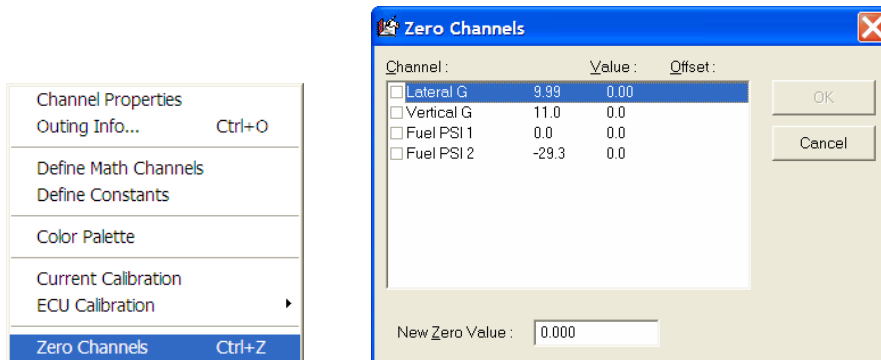 Channel Properties
Outing Info... Ctrl+O
Define Math Channels
Define Constants
Color Palette
Current Calibration
ECU Calibration
Zero Channels Ctrl+Z
Zero Channels
Channel: Value: Offset:
Lateral G 9.99 0.00
Vertical G 11.0 0.0
Fuel PSI 1 0.0 0.0
Fuel PSI 2 -29.3 0.0
OK
Cancel
New Zero Value: 0.000